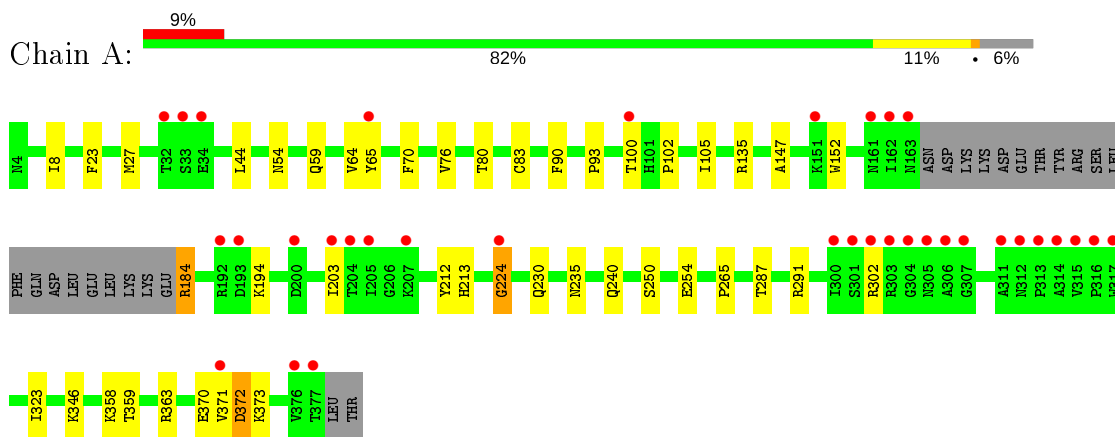 9%
Chain A:
82% 11% • 6%
N4 I8 F23 M27 T32 S33 E34 L44 N54 Q59 V64 Y65 F70 V76 T80 C83 F90 P93 T100 H101 P102 I105 R135 A147 K151 W152 N161 I162 N163 ASN ASP LYS LYS ASP GLU THR TYR ARG SER LEU
PHE GLN ASP LEU GLU LEU LYS LYS GLU R184 R192 D193 K194 D200 I203 T204 I205 G206 K207 Y212 H213 G224 Q230 N235 Q240 S250 E254 P265 T287 R291 I300 S301 R302 R303 G304 N305 A306 G307 A311 N312 P313 A314 V315 P316 W317
I323 K346 K358 T359 R363 E370 V371 D372 K373 V376 T377 LEU THR